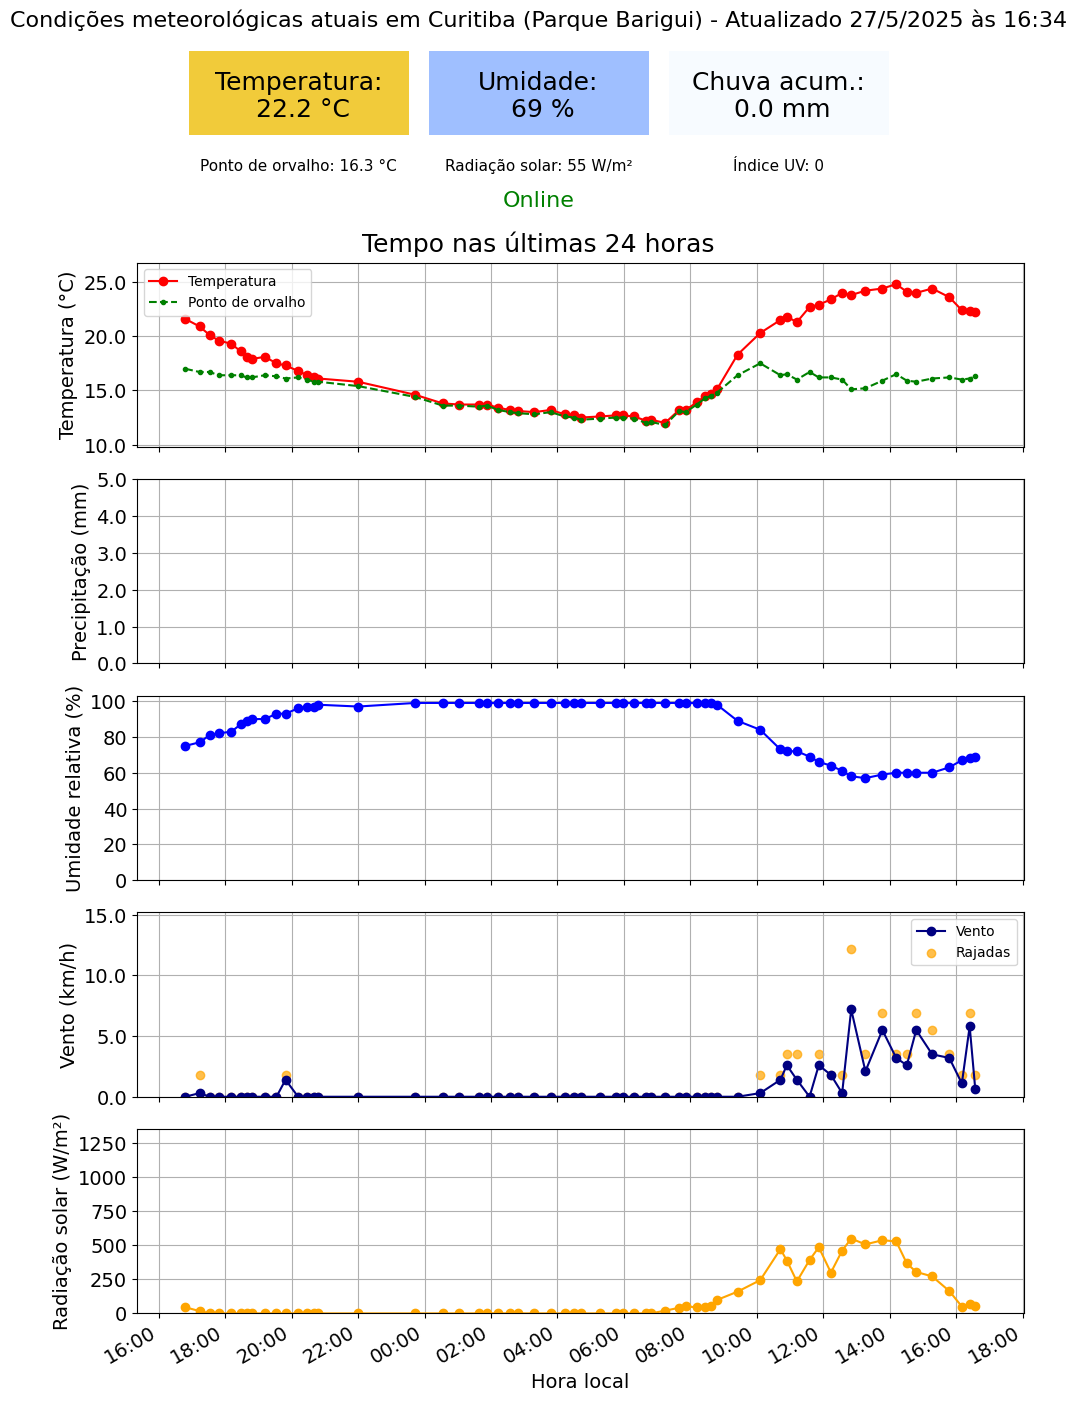 Condições meteorológicas atuais em Curitiba (Parque Barigui) - Atualizado 27/5/2025 às 16:34
Temperatura:
22.2 °C
Umidade:
69 %
Chuva acum.:
0.0 mm
Ponto de orvalho: 16.3 °C
Radiação solar: 55 W/m²
Índice UV: 0
Online
Tempo nas últimas 24 horas
Temperatura (°C)
25.0
20.0
15.0
10.0
Temperatura
Ponto de orvalho
Precipitação (mm)
5.0
4.0
3.0
2.0
1.0
0.0
Umidade relativa (%)
100
80
60
40
20
0
Vento (km/h)
15.0
10.0
5.0
0.0
Vento
Rajadas
Radiação solar (W/m²)
1250
1000
750
500
250
0
16:00
18:00
20:00
22:00
00:00
02:00
04:00
06:00
08:00
10:00
12:00
14:00
16:00
18:00
Hora local